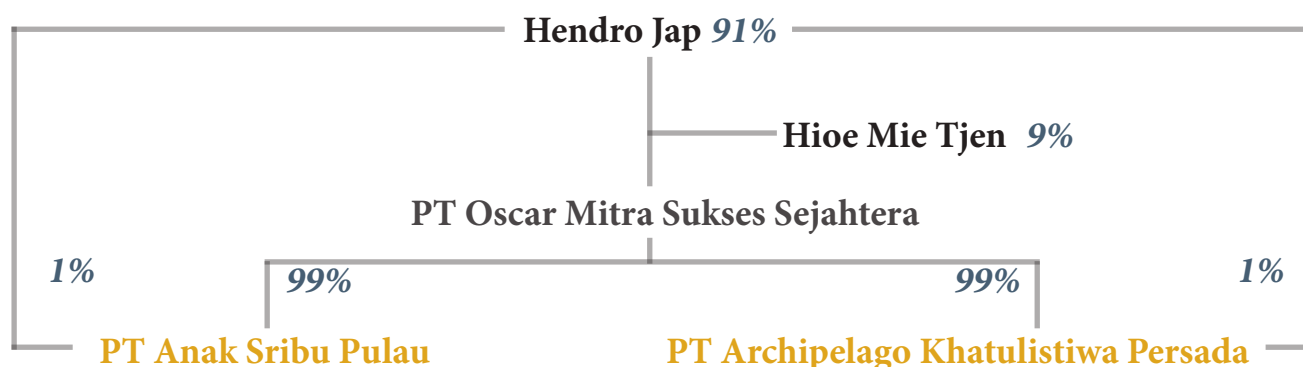 Hendro Jap 91%
Hioe Mie Tjen 9%
PT Oscar Mitra Sukses Sejahtera
1% 99% 99% 1%
PT Anak Sribu Pulau PT Archipelago Khatulistiwa Persada